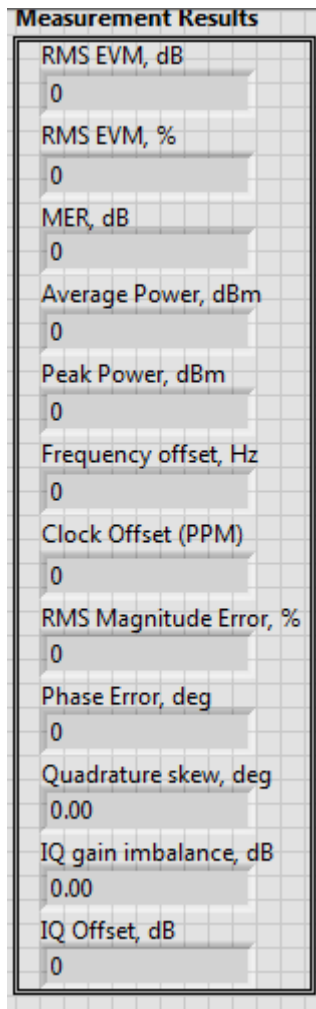 Measurement Results
RMS EVM, dB
0
RMS EVM, %
0
MER, dB
0
Average Power, dBm
0
Peak Power, dBm
0
Frequency offset, Hz
0
Clock Offset (PPM)
0
RMS Magnitude Error, %
0
Phase Error, deg
0
Quadrature skew, deg
0.00
IQ gain imbalance, dB
0.00
IQ Offset, dB
0